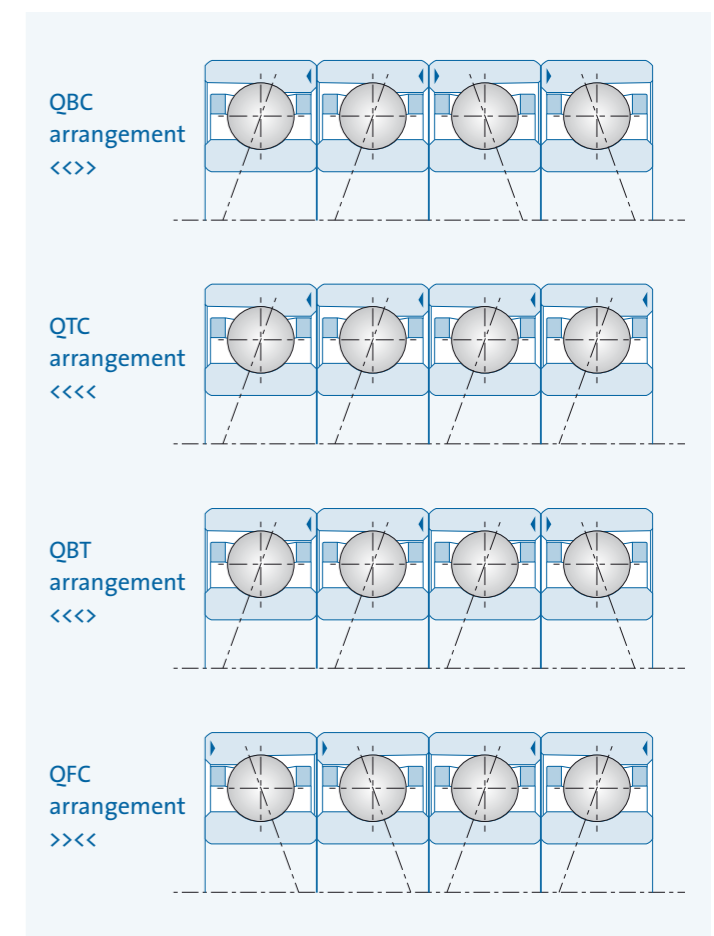 QBC
arrangement
<<>>
QTC
arrangement
<<<<
QBT
arrangement
<<<>
QFC
arrangement
>><<